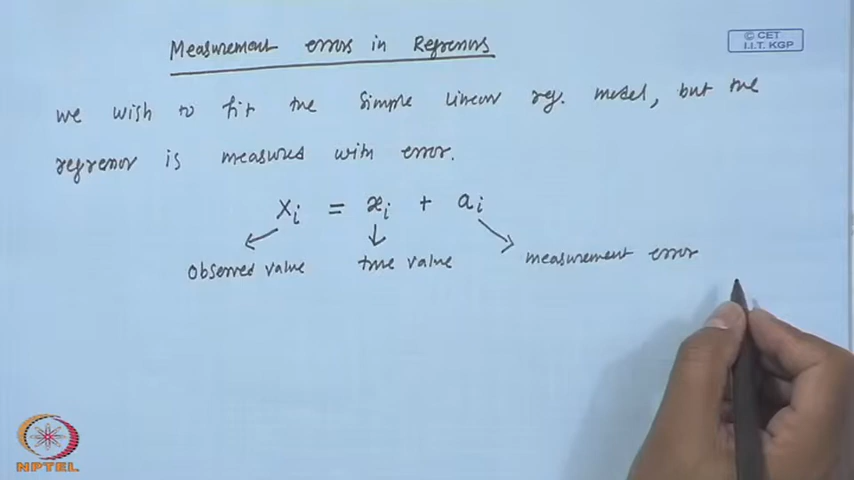 Measurement errors in Regressors
© CET
I.I.T. KGP
we wish to fit the simple linear reg. model, but the
regressor is measured with error.
Xi = xi + ai
observed value true value measurement error
NPTEL